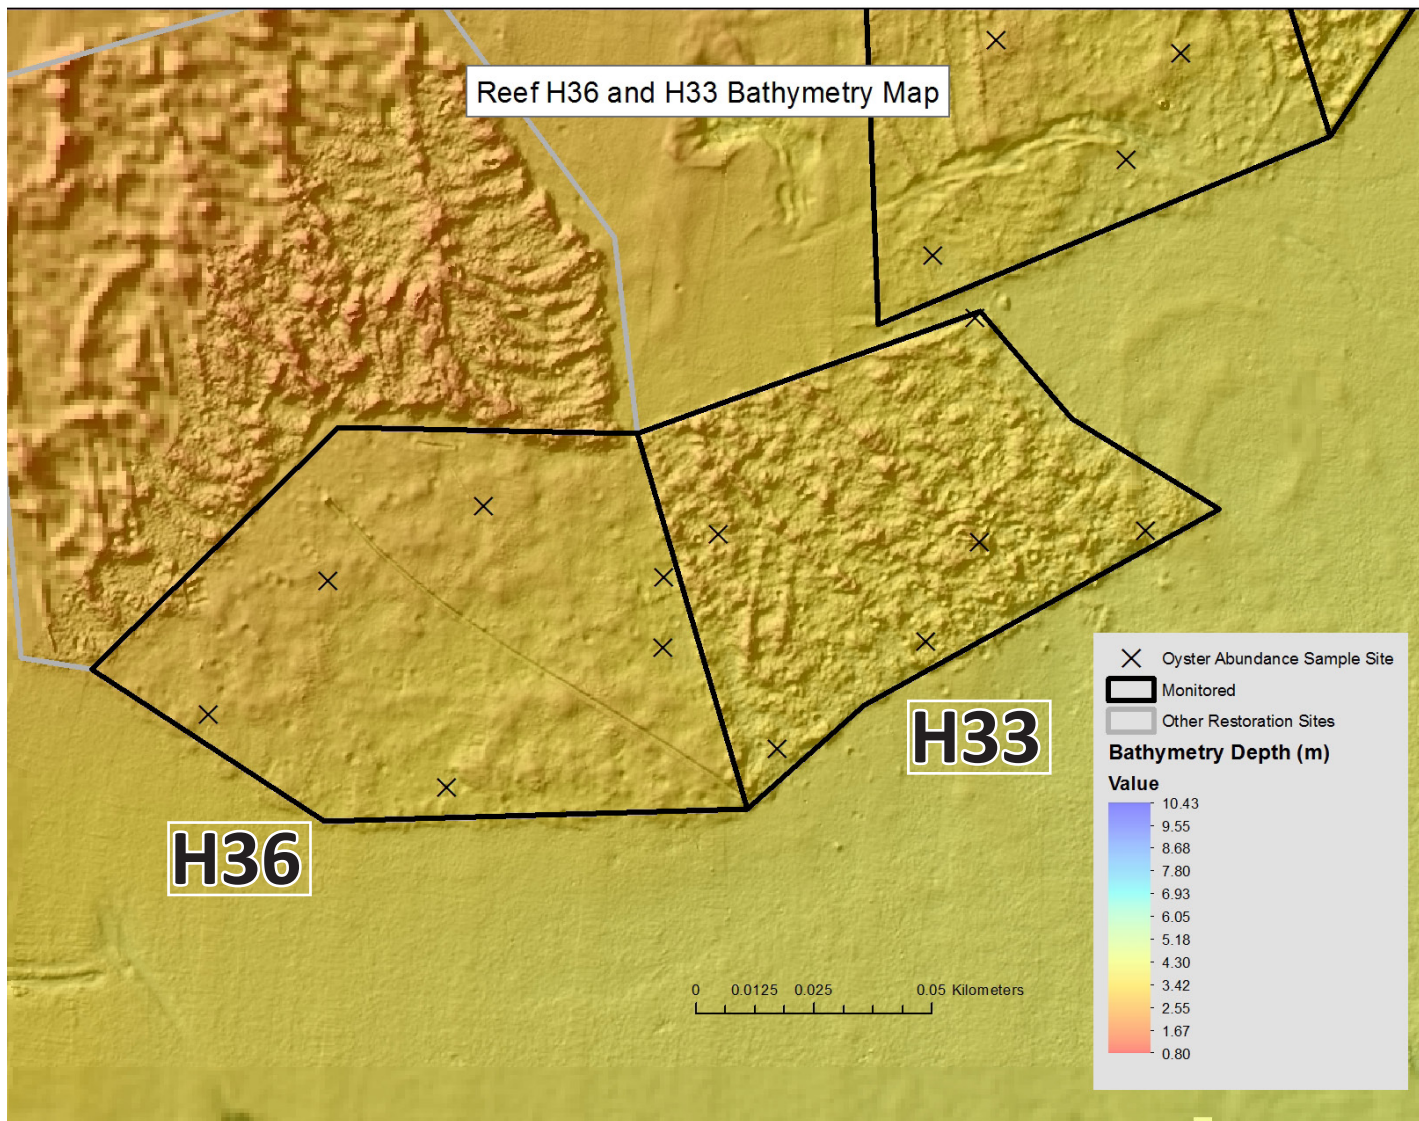 Reef H36 and H33 Bathymetry Map
H33
H36
Oyster Abundance Sample Site
Monitored
Other Restoration Sites
Bathymetry Depth (m)
Value
10.43
9.55
8.68
7.80
6.93
6.05
5.18
4.30
3.42
2.55
1.67
0.80
0 0.0125 0.025 0.05 Kilometers